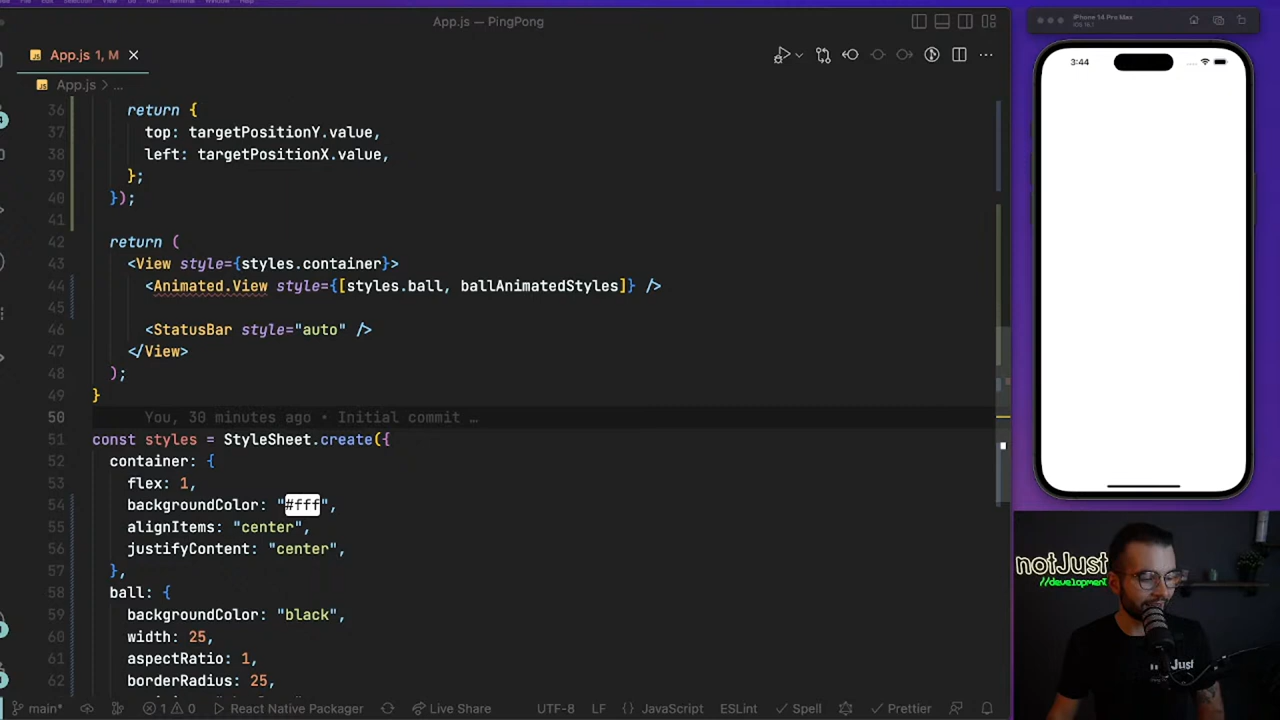 App.js — PingPong
App.js 1, M
App.js > ...
36 return {
37 top: targetPositionY.value,
38 left: targetPositionX.value,
39 };
40 });
41
42 return (
43 <View style={styles.container}>
44 <Animated.View style={[styles.ball, ballAnimatedStyles]} />
45
46 <StatusBar style="auto" />
47 </View>
48 );
49 }
50 You, 30 minutes ago • Initial commit …
51 const styles = StyleSheet.create({
52 container: {
53 flex: 1,
54 backgroundColor: "#fff",
55 alignItems: "center",
56 justifyContent: "center",
57 },
58 ball: {
59 backgroundColor: "black",
60 width: 25,
61 aspectRatio: 1,
62 borderRadius: 25,
main* 1 0 React Native Packager Live Share UTF-8 LF {} JavaScript ESLint Spell Prettier
iPhone 14 Pro Max
3:44
notJust
//development
Just